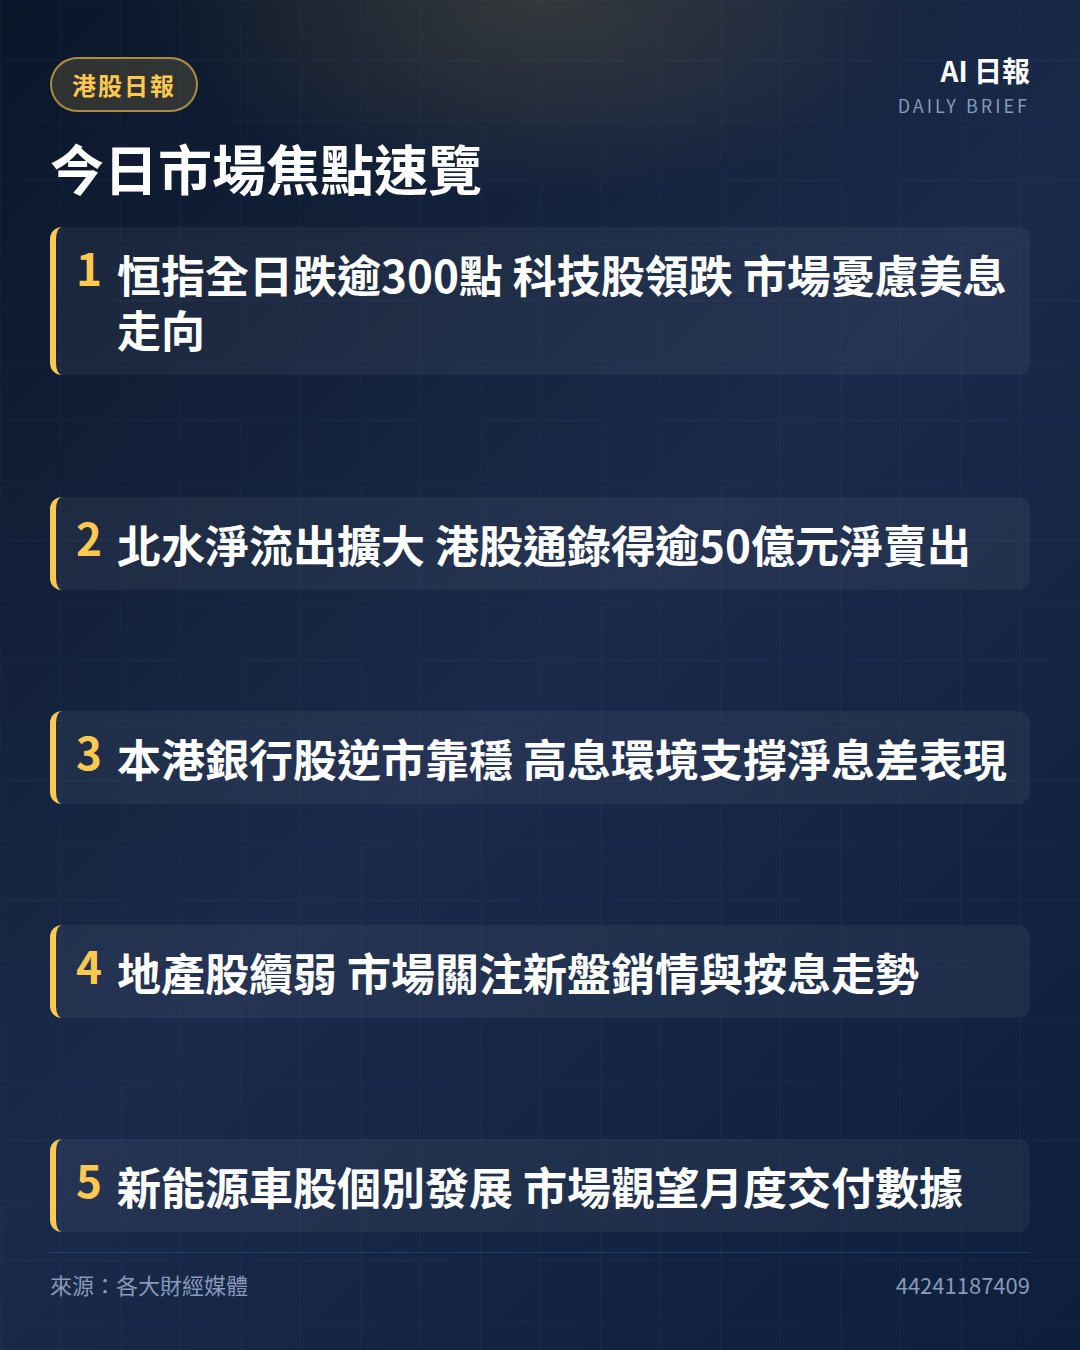 港股日報
AI 日報
DAILY BRIEF
今日市場焦點速覽
1 恒指全日跌逾300點 科技股領跌 市場憂慮美息
走向
2 北水淨流出擴大 港股通錄得逾50億元淨賣出
3 本港銀行股逆市靠穩 高息環境支撐淨息差表現
4 地產股續弱 市場關注新盤銷情與按息走勢
5 新能源車股個別發展 市場觀望月度交付數據
來源：各大財經媒體
44241187409